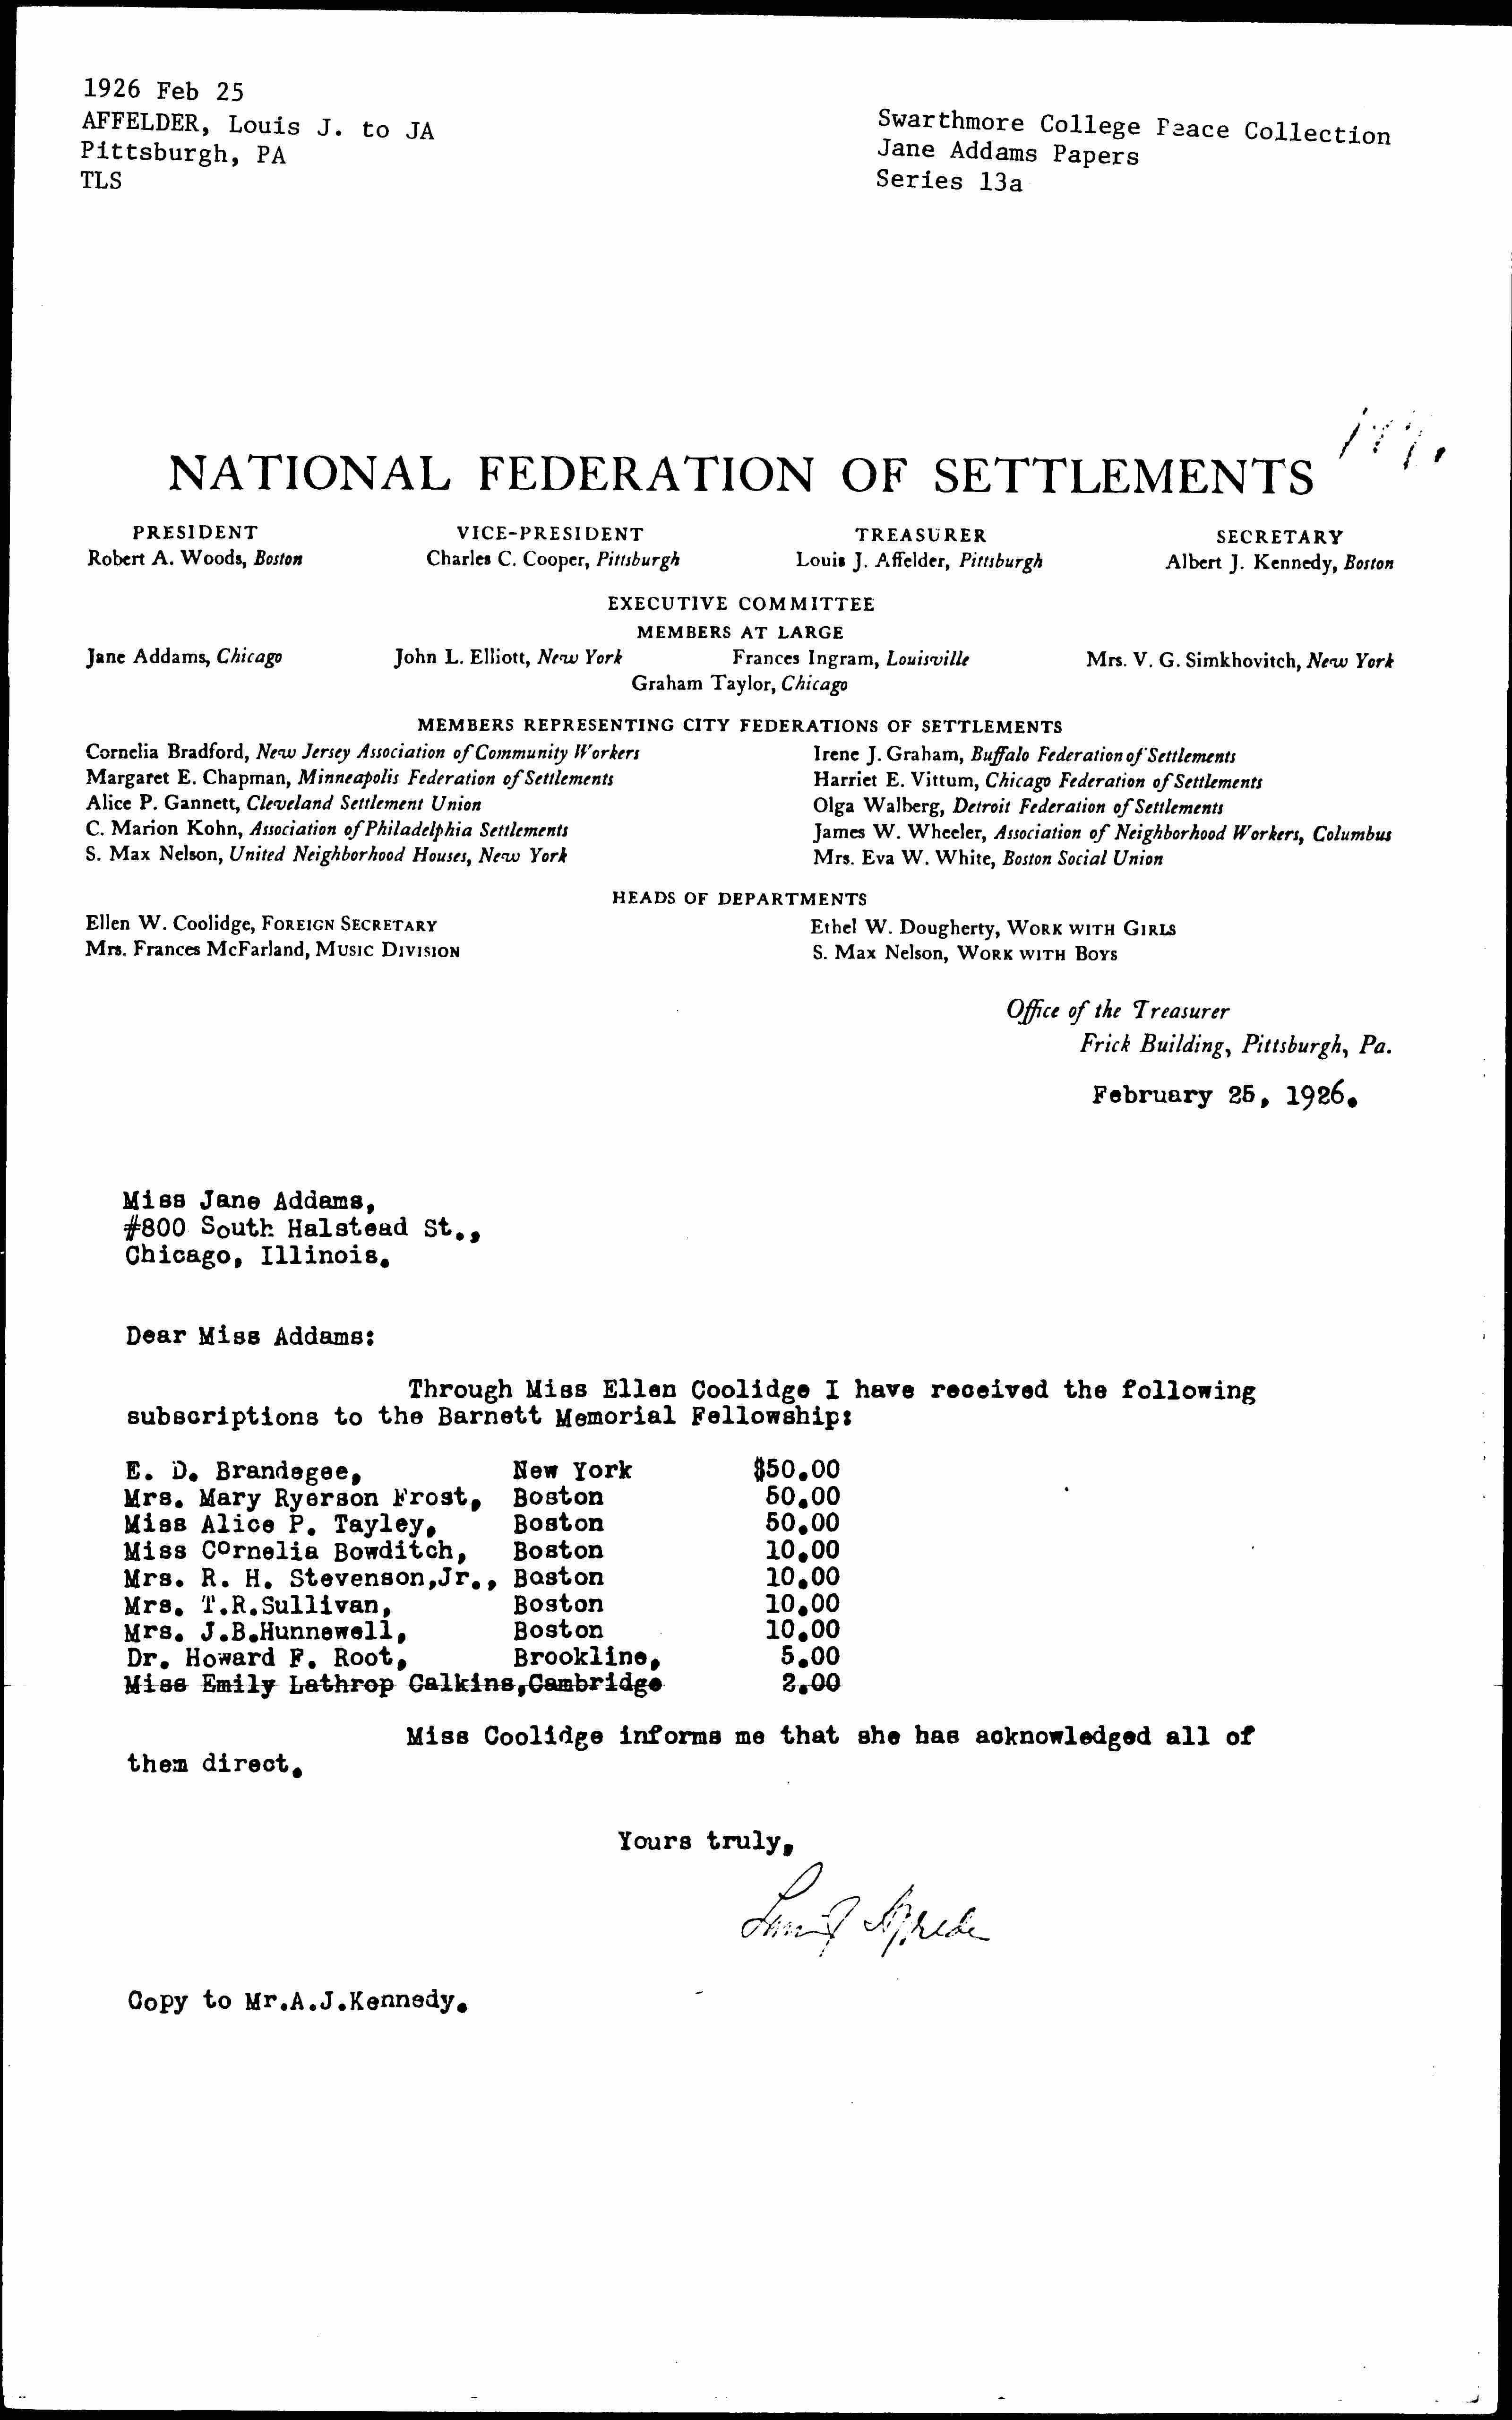 1926 Feb 25
AFFELDER, Louis J. to JA
Pittsburgh, PA
TLS
Swarthmore College Peace Collection
Jane Addams Papers
Series 13a
NATIONAL FEDERATION OF SETTLEMENTS
PRESIDENT VICE-PRESIDENT TREASURER SECRETARY
Robert A. Woods, Boston Charles C. Cooper, Pittsburgh Louis J. Affelder, Pittsburgh Albert J. Kennedy, Boston
EXECUTIVE COMMITTEE
MEMBERS AT LARGE
Jane Addams, Chicago John L. Elliott, New York Frances Ingram, Louisville Mrs. V. G. Simkhovitch, New York
Graham Taylor, Chicago
MEMBERS REPRESENTING CITY FEDERATIONS OF SETTLEMENTS
Cornelia Bradford, New Jersey Association of Community Workers Irene J. Graham, Buffalo Federation of Settlements
Margaret E. Chapman, Minneapolis Federation of Settlements Harriet E. Vittum, Chicago Federation of Settlements
Alice P. Gannett, Cleveland Settlement Union Olga Walberg, Detroit Federation of Settlements
C. Marion Kohn, Association of Philadelphia Settlements James W. Wheeler, Association of Neighborhood Workers, Columbus
S. Max Nelson, United Neighborhood Houses, New York Mrs. Eva W. White, Boston Social Union
HEADS OF DEPARTMENTS
Ellen W. Coolidge, FOREIGN SECRETARY Ethel W. Dougherty, WORK WITH GIRLS
Mrs. Frances McFarland, MUSIC DIVISION S. Max Nelson, WORK WITH BOYS
Office of the Treasurer
Frick Building, Pittsburgh, Pa.
February 25, 1926.
Miss Jane Addams,
#800 South Halstead St.,
Chicago, Illinois.
Dear Miss Addams:
Through Miss Ellen Coolidge I have received the following
subscriptions to the Barnett Memorial Fellowship:
E. D. Brandegee, New York $50.00
Mrs. Mary Ryerson Frost, Boston 50.00
Miss Alice P. Tayley, Boston 50.00
Miss Cornelia Bowditch, Boston 10.00
Mrs. R. H. Stevenson,Jr., Boston 10.00
Mrs. T.R.Sullivan, Boston 10.00
Mrs. J.B.Hunnewell, Boston 10.00
Dr. Howard F. Root, Brookline, 5.00
Miss Emily Lathrop Calkins,Cambridge 2.00
Miss Coolidge informs me that she has acknowledged all of
them direct.
Yours truly,
Louis J Affelder
Copy to Mr.A.J.Kennedy.